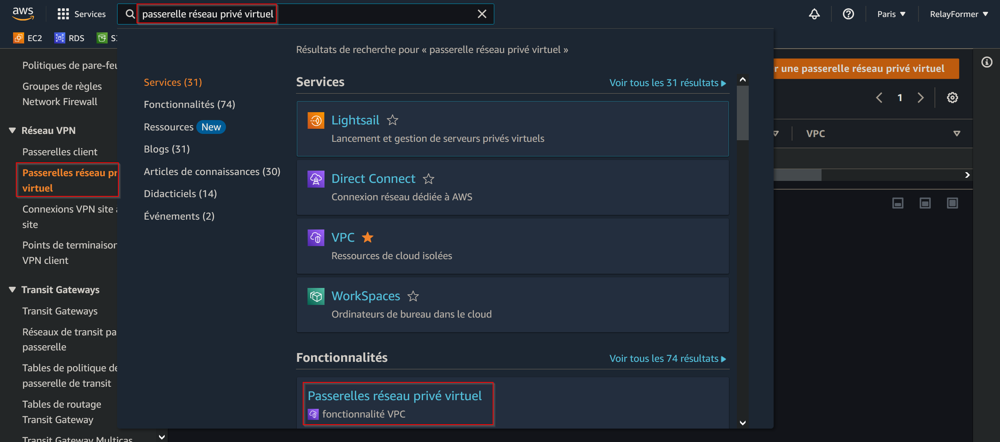 aws
Services
passerelle réseau privé virtuel
Paris
RelayFormer
EC2
RDS
Résultats de recherche pour « passerelle réseau privé virtuel »
Politiques de pare-feu
Groupes de règles
Network Firewall
Réseau VPN
Passerelles client
Passerelles réseau pr
virtuel
Connexions VPN site à
site
Points de terminaison
VPN client
Transit Gateways
Transit Gateways
Réseaux de transit pa
passerelle
Tables de politique de
passerelle de transit
Tables de routage
Transit Gateway
Transit Gateway Multicas
Services (31)
Fonctionnalités (74)
Ressources New
Blogs (31)
Articles de connaissances (30)
Didacticiels (14)
Événements (2)
Services
Voir tous les 31 résultats
Lightsail
Lancement et gestion de serveurs privés virtuels
Direct Connect
Connexion réseau dédiée à AWS
VPC
Ressources de cloud isolées
WorkSpaces
Ordinateurs de bureau dans le cloud
Fonctionnalités
Voir tous les 74 résultats
Passerelles réseau privé virtuel
fonctionnalité VPC
r une passerelle réseau privé virtuel
1
VPC